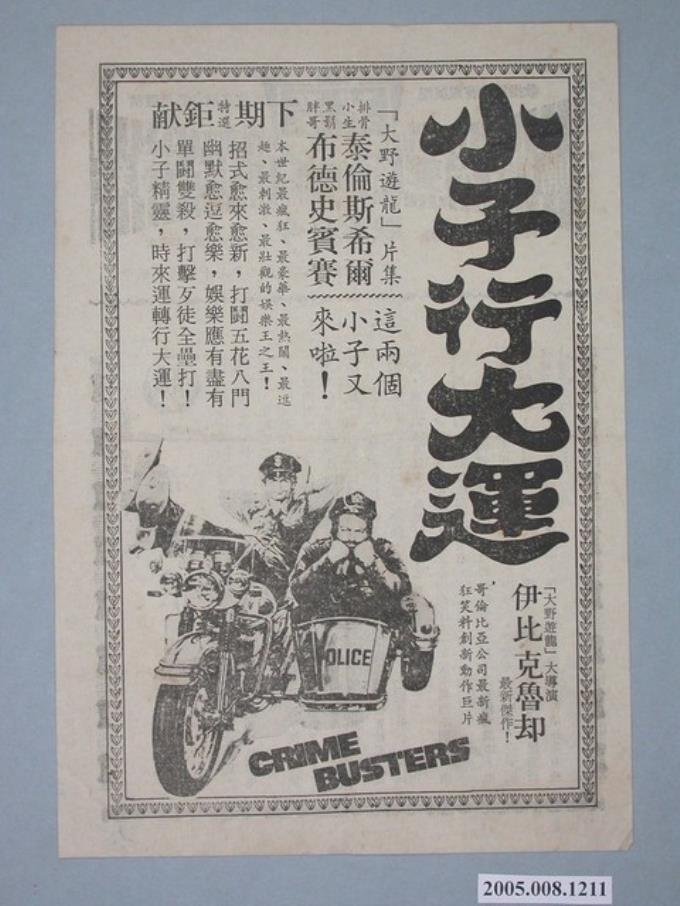 小子行大運
「大野遊龍」片集
排骨小生泰倫斯希爾
黑鬍胖哥布德史賓賽
這兩個
小子又
來啦！
下期特選鉅獻
本世紀最瘋狂、最豪華、最熱鬧、最逗
趣、最刺激、最壯觀的娛樂王之王！
招式愈來愈新，打鬪五花八門
幽默愈逗愈樂，娛樂應有盡有
單鬪雙殺，打擊歹徒全壘打！
小子精靈，時來運轉行大運！
「大野遊龍」大導演
伊比克魯却
最新傑作！
哥倫比亞公司最新瘋
狂笑料創新動作巨片
POLICE
CRIME
BUSTERS
2005.008.1211